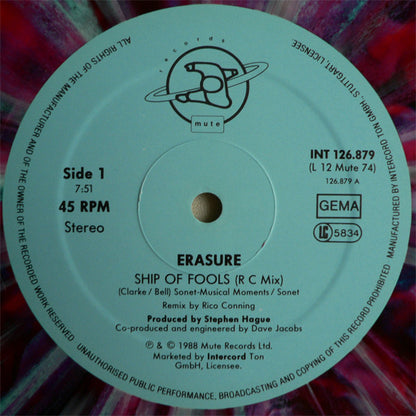 ALL RIGHTS OF THE MANUFACTURER AND OF THE OWNER OF THE RECORDED WORK RESERVED. UNAUTHORISED PUBLIC PERFORMANCE, BROADCASTING AND COPYING OF THIS RECORD PROHIBITED
MANUFACTURED BY INTERCORD TON GMBH, STUTTGART, LICENSEE.
records
mute
Side 1
7:51
45 RPM
Stereo
INT 126.879
(L 12 Mute 74)
126.879 A
GEMA
LC 5834
ERASURE
SHIP OF FOOLS (R C Mix)
(Clarke / Bell) Sonet-Musical Moments / Sonet
Remix by Rico Conning
Produced by Stephen Hague
Co-produced and engineered by Dave Jacobs
℗ & © 1988 Mute Records Ltd.
Marketed by Intercord Ton
GmbH, Licensee.